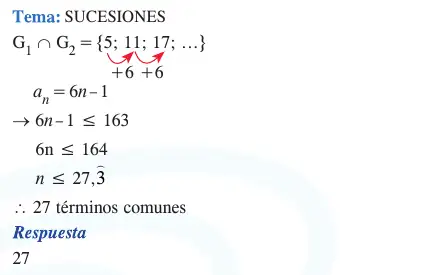 Tema: SUCESIONES
G₁ ∩ G₂ = {5; 11; 17; ...}
+6 +6
aₙ = 6n – 1
→ 6n – 1 ≤ 163
6n ≤ 164
n ≤ 27,3̑
∴ 27 términos comunes
Respuesta
27